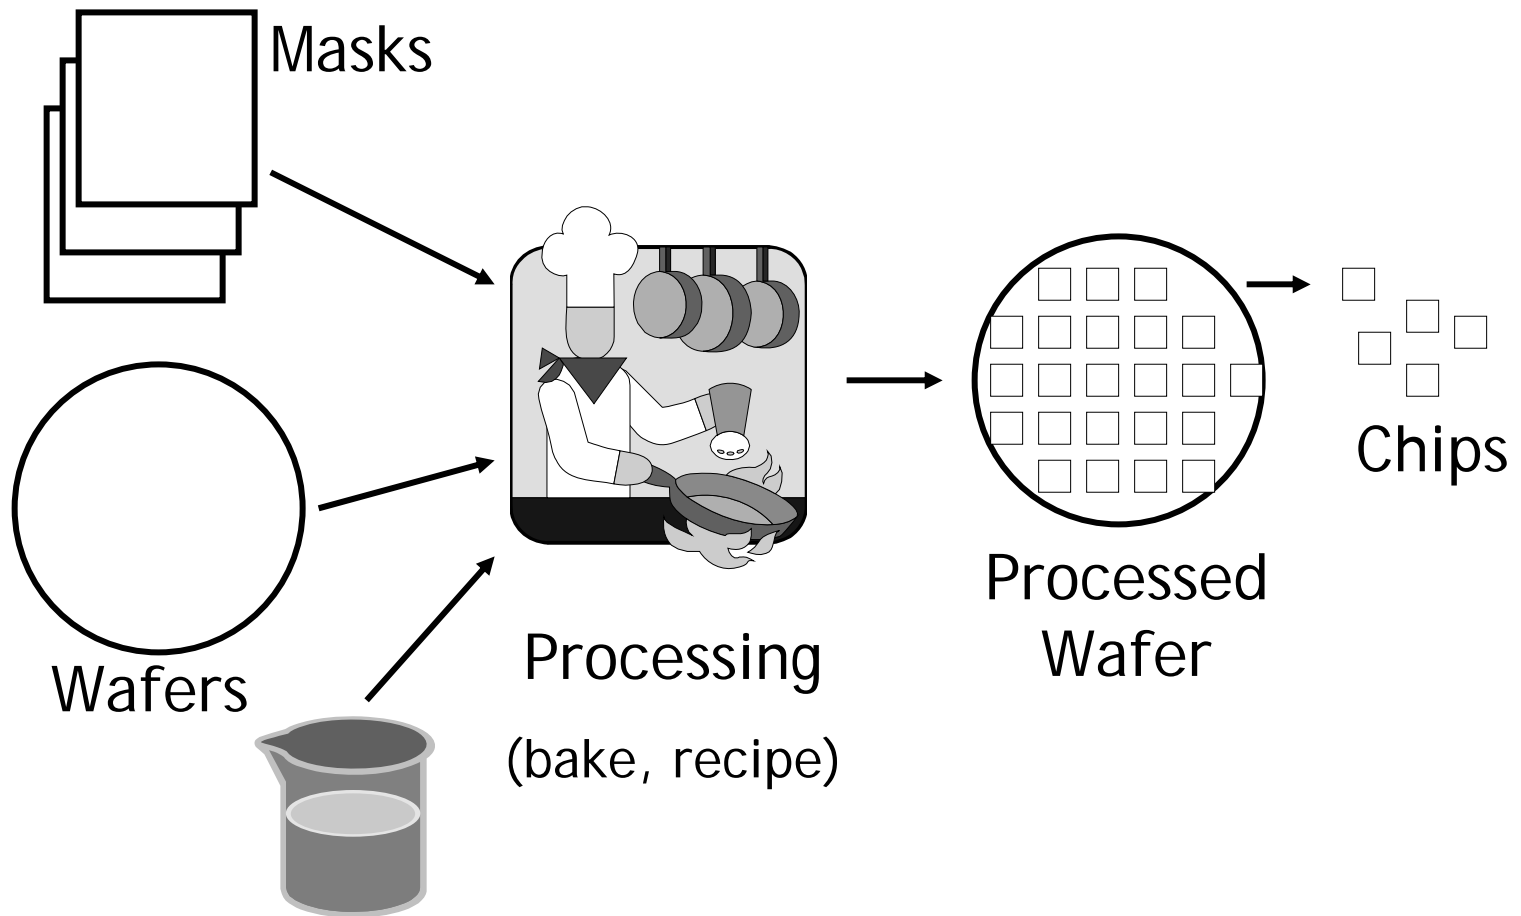 Masks
Wafers
Processing
(bake, recipe)
Processed
Wafer
Chips